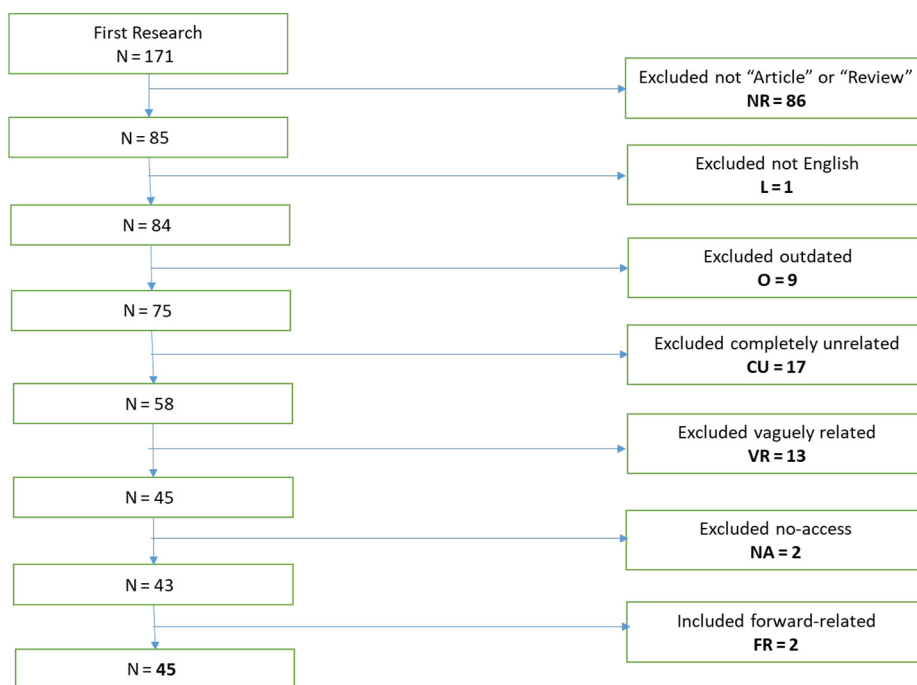 First Research
N = 171
Excluded not “Article” or “Review”
NR = 86
N = 85
Excluded not English
L = 1
N = 84
Excluded outdated
O = 9
N = 75
Excluded completely unrelated
CU = 17
N = 58
Excluded vaguely related
VR = 13
N = 45
Excluded no-access
NA = 2
N = 43
Included forward-related
FR = 2
N = 45